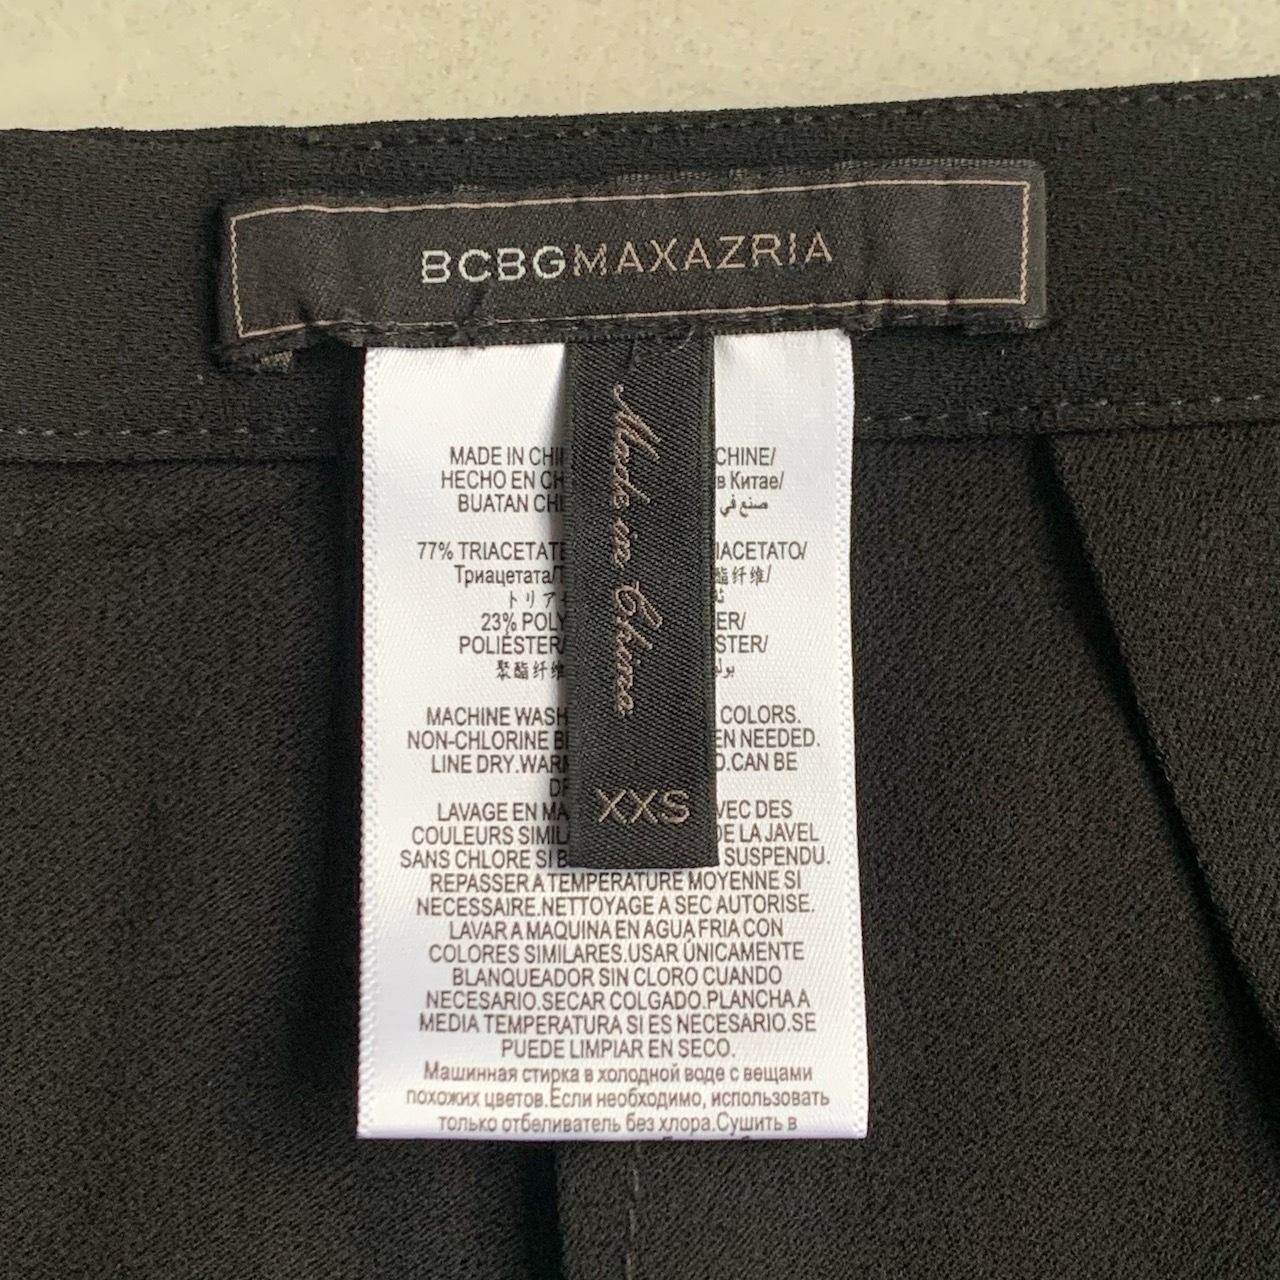 BCBGMAXAZRIA
Made in China
XXS
MADE IN CHI CHINE/
HECHO EN CH в Китае/
BUATAN CHI صنع في
77% TRIACETATE IACETATO/
Триацетата/ 酯纤维/
トリア
23% POLY ER/
POLIÉSTER/ STER/
聚酯纤维
MACHINE WASH COLORS.
NON-CHLORINE B EN NEEDED.
LINE DRY.WARM D.CAN BE
LAVAGE EN MA VEC DES
COULEURS SIMIL DE LA JAVEL
SANS CHLORE SI B SUSPENDU.
REPASSER A TEMPERATURE MOYENNE SI
NECESSAIRE.NETTOYAGE A SEC AUTORISE.
LAVAR A MAQUINA EN AGUA FRIA CON
COLORES SIMILARES.USAR ÚNICAMENTE
BLANQUEADOR SIN CLORO CUANDO
NECESARIO.SECAR COLGADO.PLANCHA A
MEDIA TEMPERATURA SI ES NECESARIO.SE
PUEDE LIMPIAR EN SECO.
Машинная стирка в холодной воде с вещами
похожих цветов.Если необходимо, использовать
только отбеливатель без хлора.Сушить в